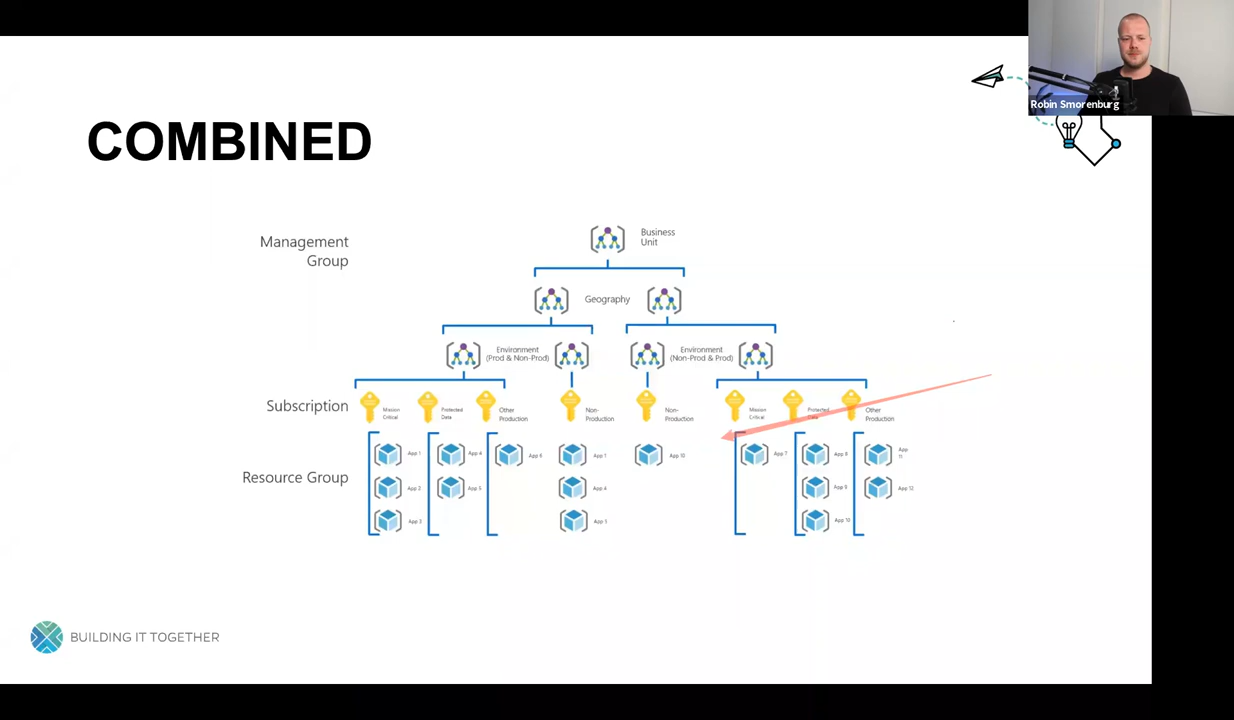 Robin Smorenburg
COMBINED
Management
Group
Business
Unit
Geography
Environment
(Prod & Non-Prod)
Environment
(Non-Prod & Prod)
Subscription
Mission
Critical
Protected
Data
Other
Production
Non-
Production
Non-
Production
Mission
Critical
Protected
Data
Other
Production
Resource Group
App 1
App 4
App 6
App 1
App 10
App 7
App 8
App
11
App 2
App 5
App 4
App 9
App 12
App 3
App 10
BUILDING IT TOGETHER